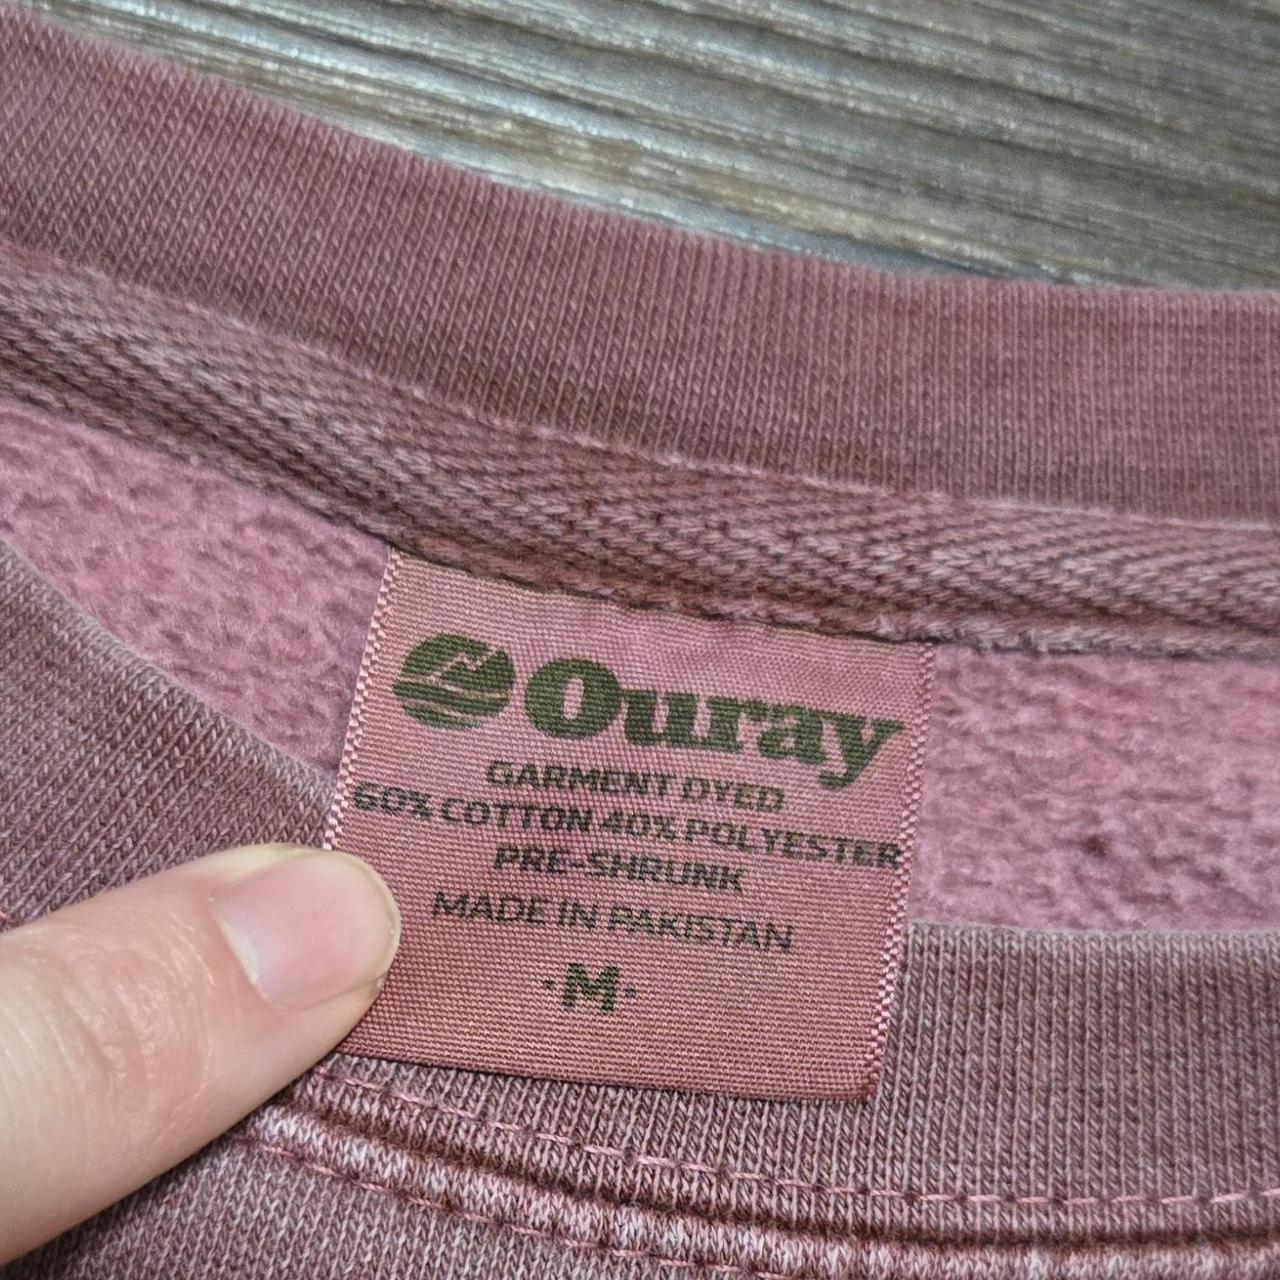 Ouray
GARMENT DYED
60% COTTON 40% POLYESTER
PRE-SHRUNK
MADE IN PAKISTAN
·M·